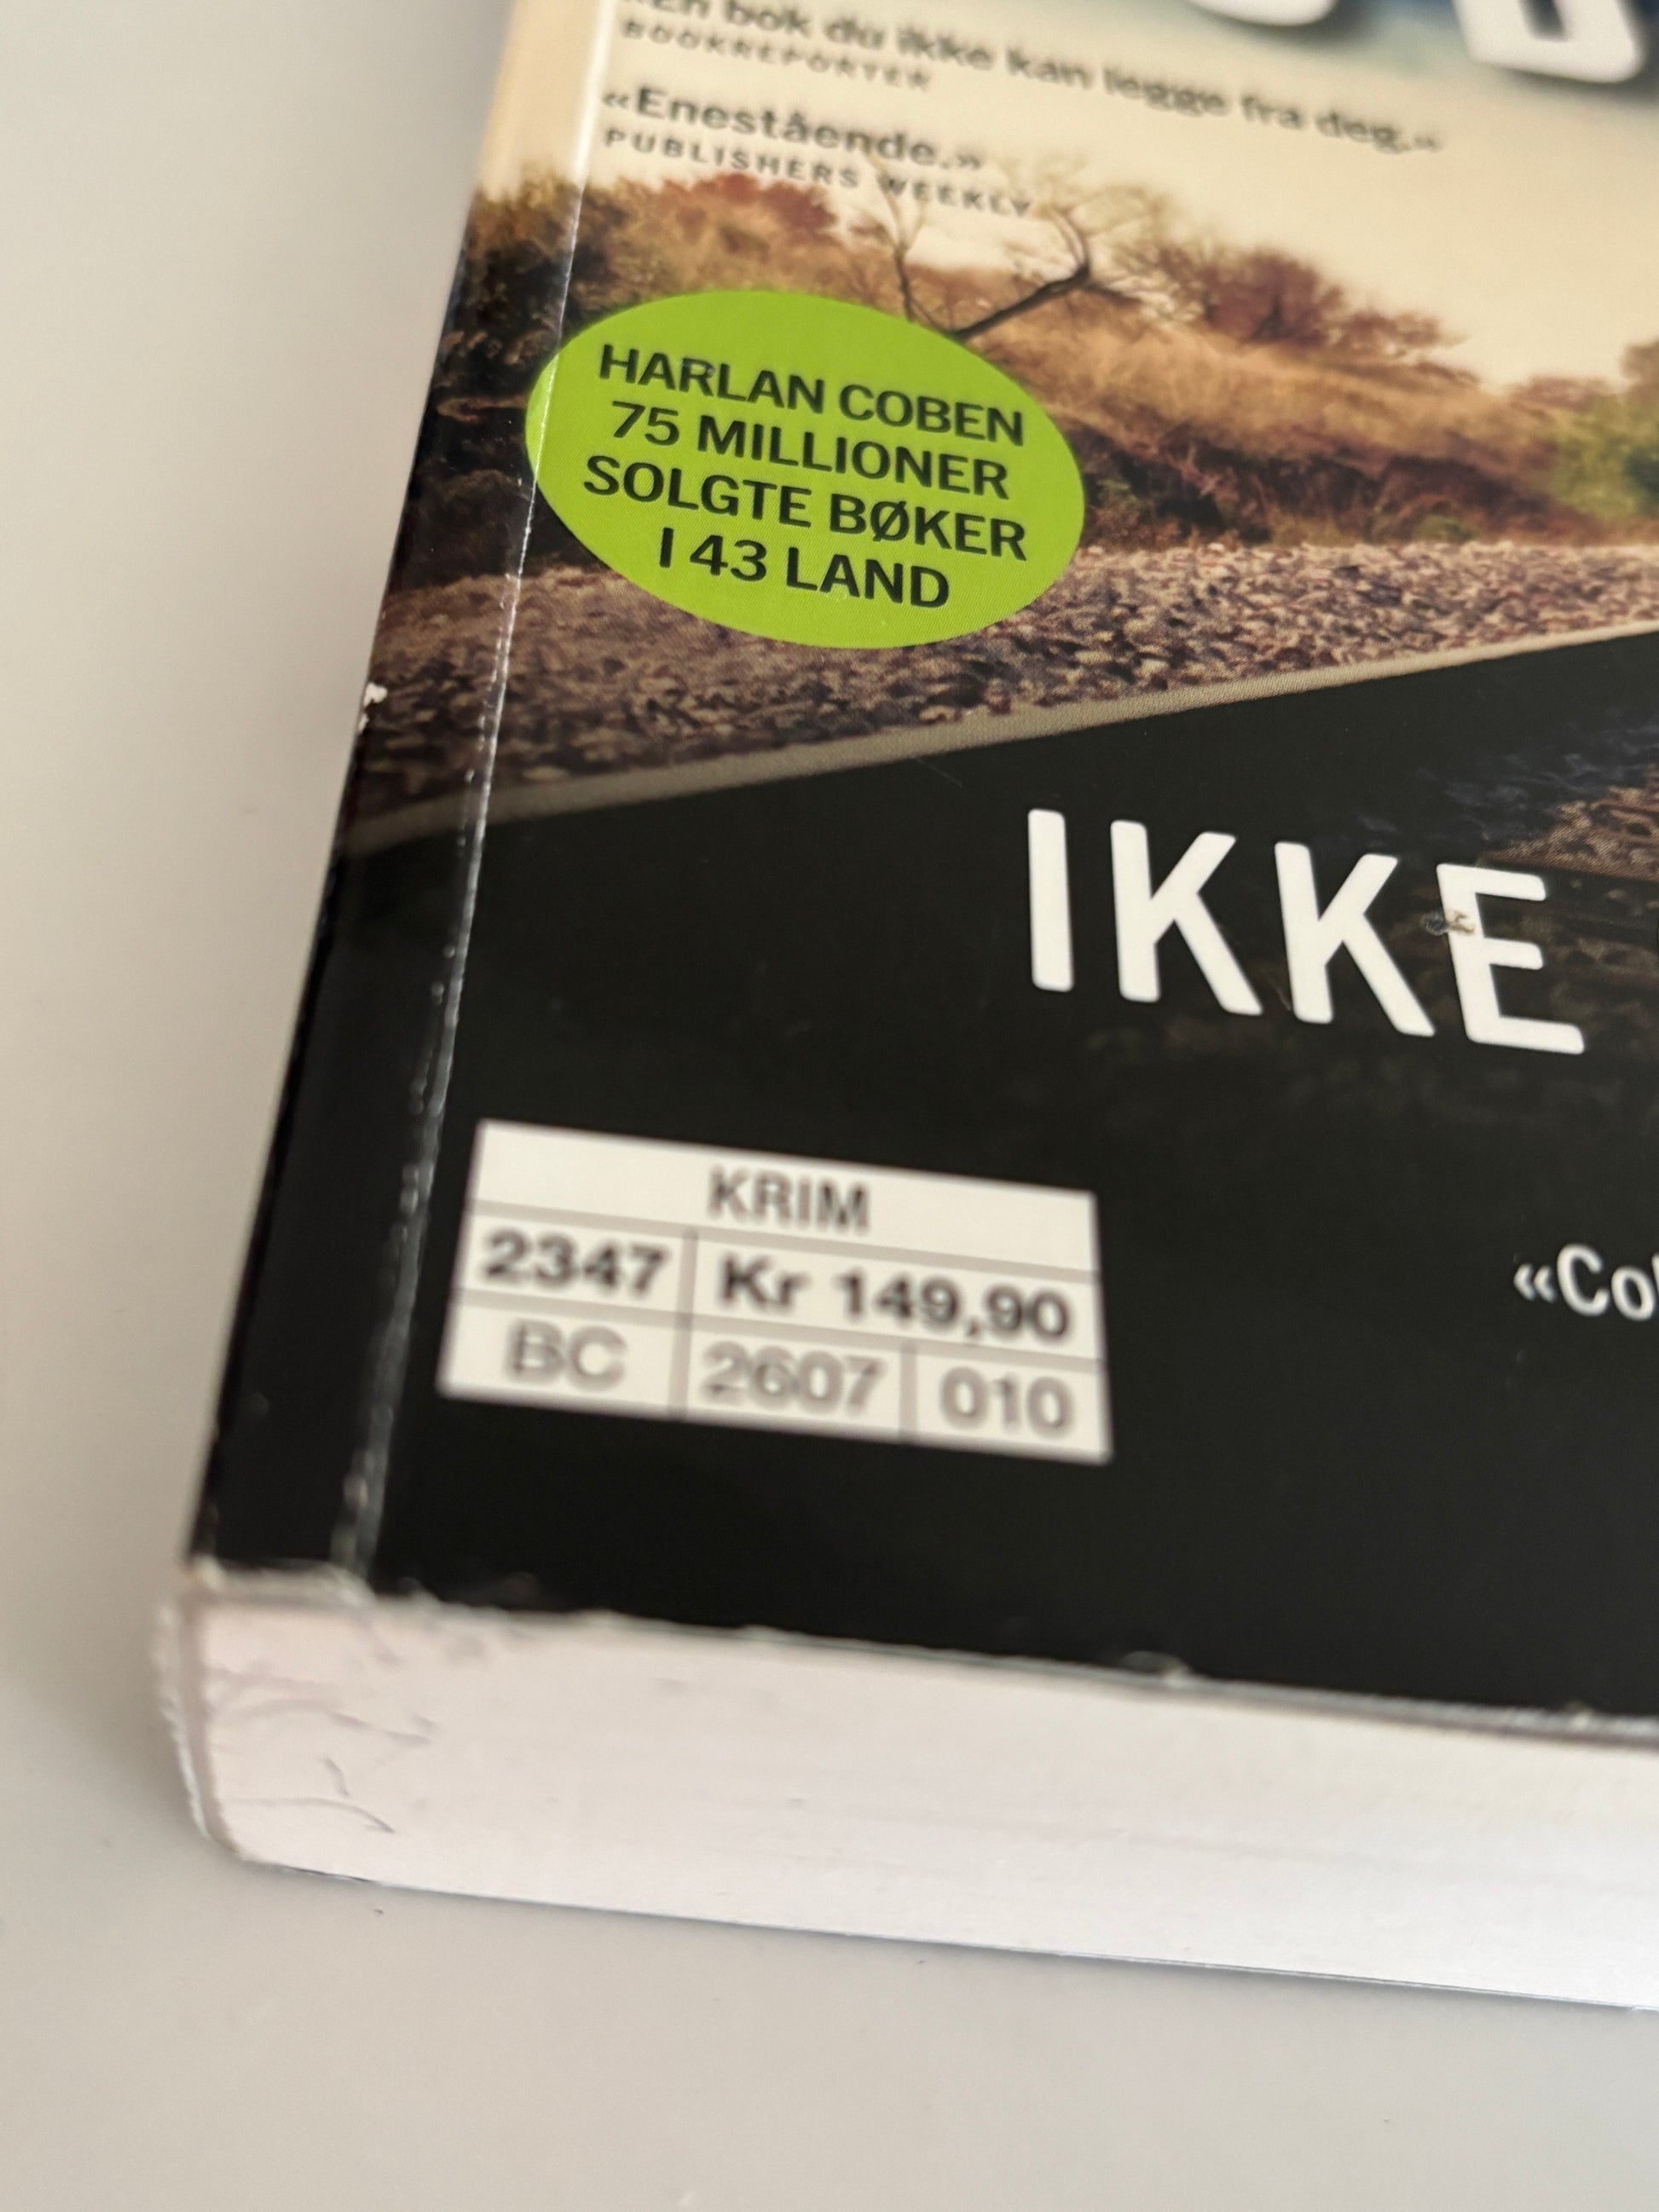 «En bok du ikke kan legge fra deg.»
BOOKREPORTER
«Enestående.»
PUBLISHERS WEEKLY
HARLAN COBEN
75 MILLIONER
SOLGTE BØKER
I 43 LAND
IKKE
KRIM
2347 Kr 149,90
BC 2607 010